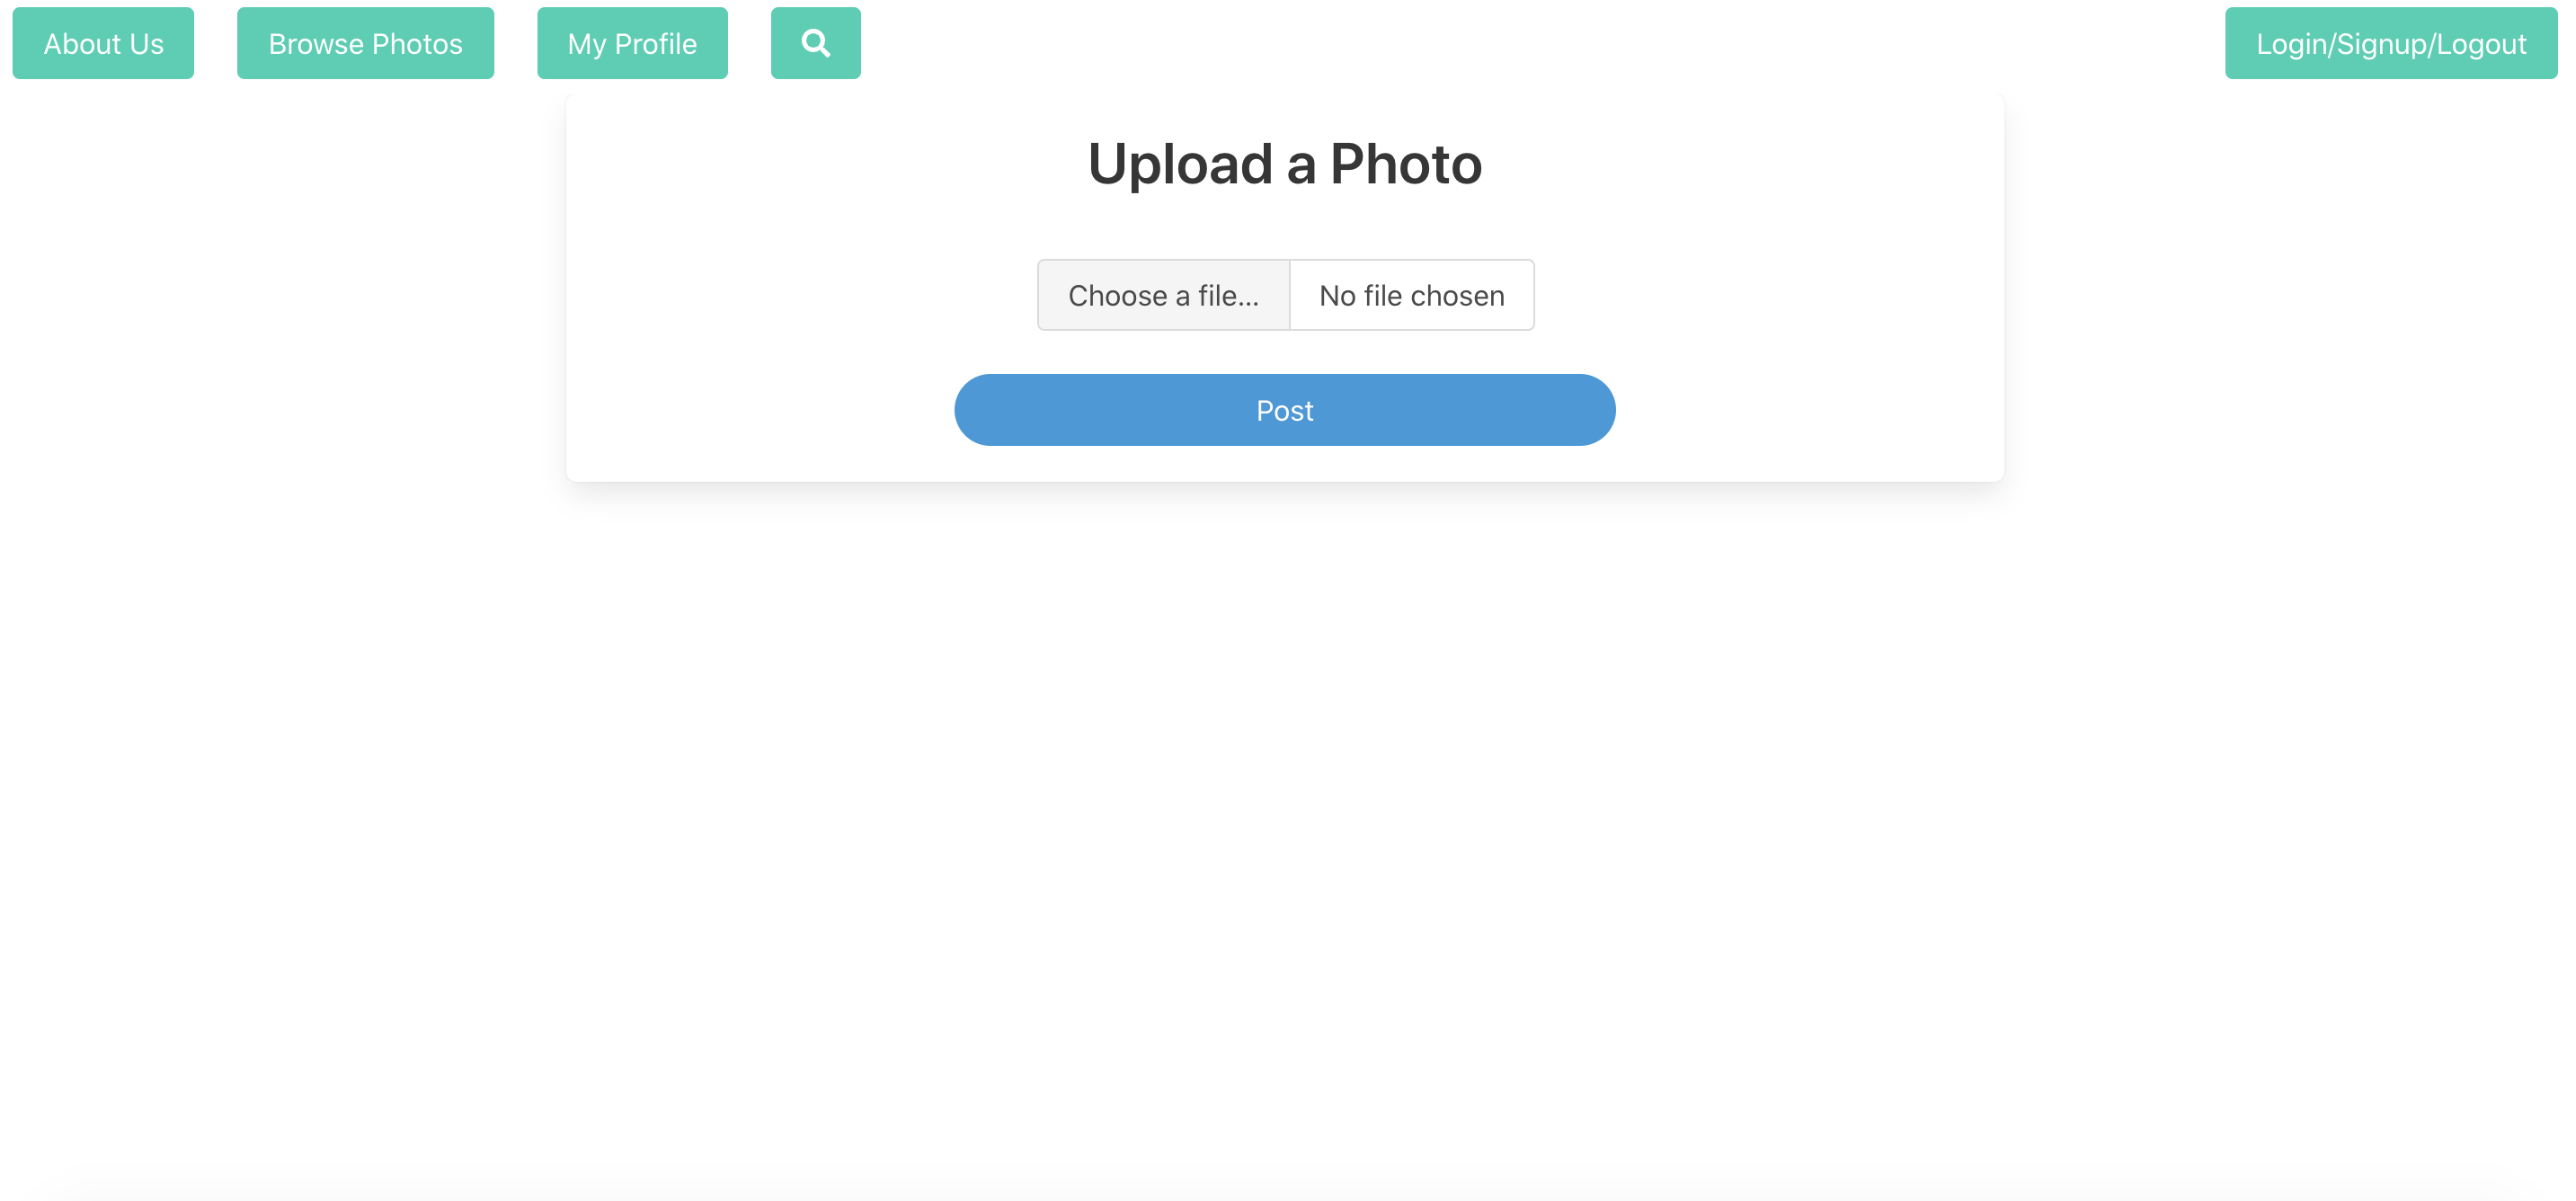 About Us Browse Photos My Profile Login/Signup/Logout
Upload a Photo
Choose a file... No file chosen
Post